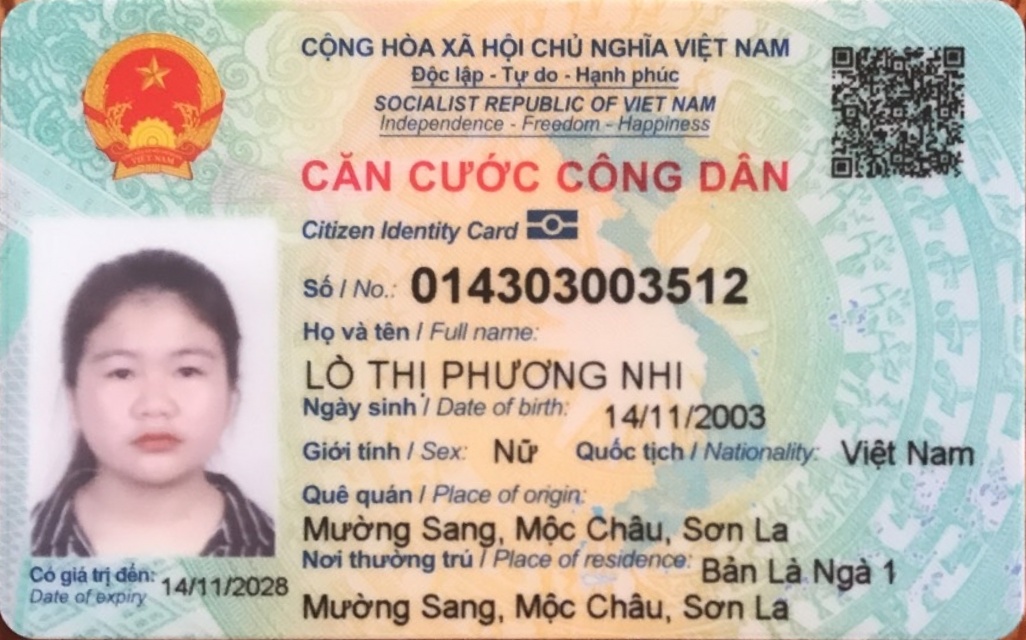 CỘNG HÒA XÃ HỘI CHỦ NGHĨA VIỆT NAM
Độc lập - Tự do - Hạnh phúc
SOCIALIST REPUBLIC OF VIET NAM
Independence - Freedom - Happiness
CĂN CƯỚC CÔNG DÂN
Citizen Identity Card
Số / No.: 014303003512
Họ và tên / Full name:
LÒ THỊ PHƯƠNG NHI
Ngày sinh / Date of birth: 14/11/2003
Giới tính / Sex: Nữ Quốc tịch / Nationality: Việt Nam
Quê quán / Place of origin:
Mường Sang, Mộc Châu, Sơn La
Nơi thường trú / Place of residence: Bản Là Ngà 1
Mường Sang, Mộc Châu, Sơn La
Có giá trị đến: 14/11/2028
Date of expiry
VIỆT NAM